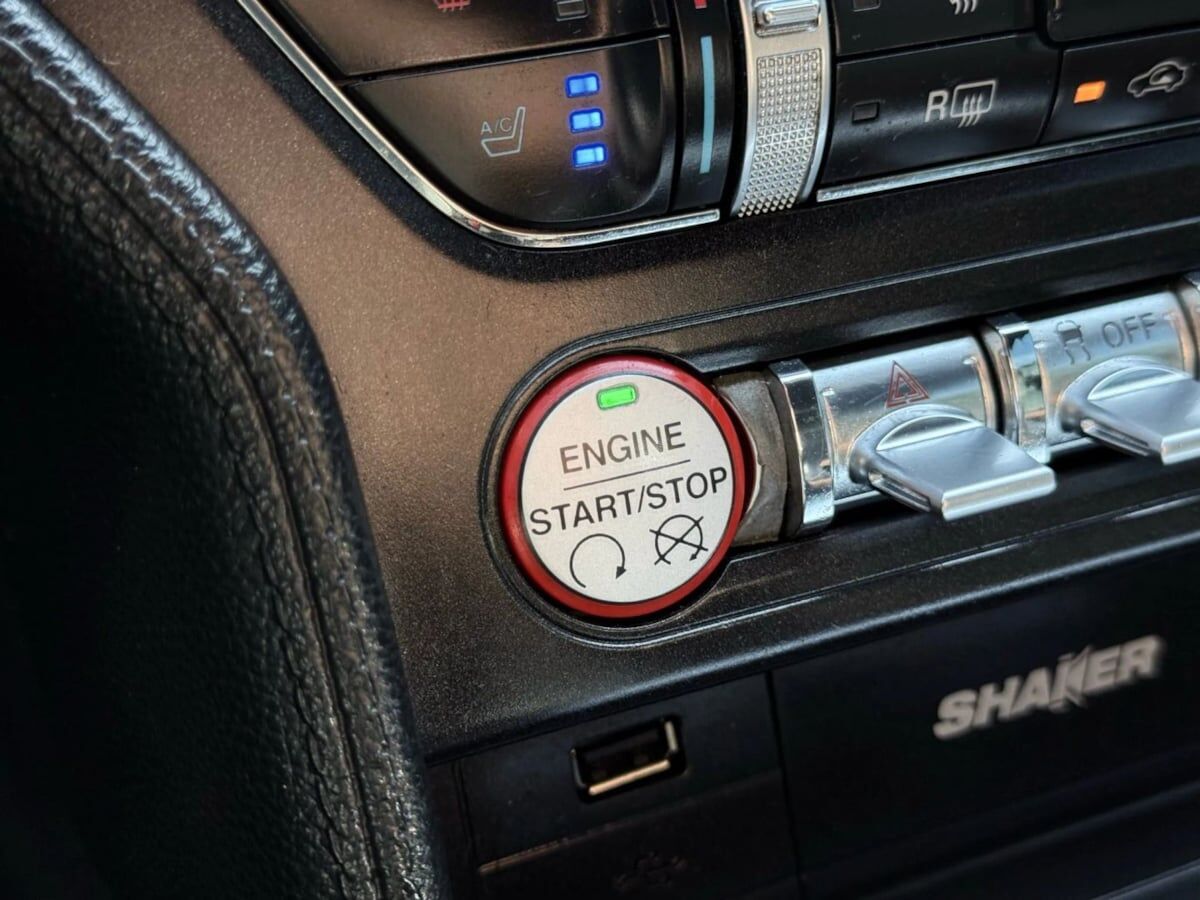 A/C
R
OFF
ENGINE
START/STOP
SHAKER